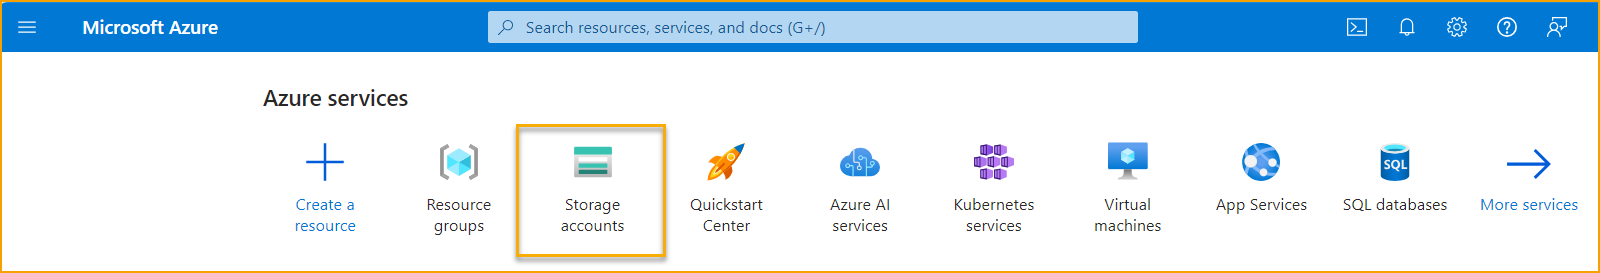 Microsoft Azure
Search resources, services, and docs (G+/)
Azure services
Create a
resource
Resource
groups
Storage
accounts
Quickstart
Center
Azure AI
services
Kubernetes
services
Virtual
machines
App Services
SQL
SQL databases
More services